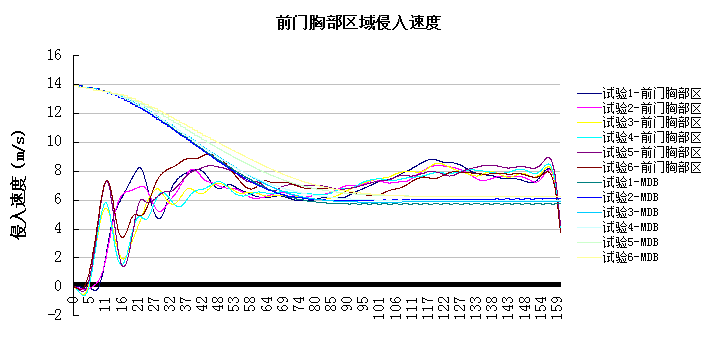 前门胸部区域侵入速度
侵入速度 (m/s)
16
14
12
10
8
6
4
2
0
-2
0 5 11 16 21 27 32 37 42 48 53 58 64 69 74 80 85 90 95 101 106 111 117 122 127 133 138 143 148 154 159
试验1-前门胸部区
试验2-前门胸部区
试验3-前门胸部区
试验4-前门胸部区
试验5-前门胸部区
试验6-前门胸部区
试验1-MDB
试验2-MDB
试验3-MDB
试验4-MDB
试验5-MDB
试验6-MDB